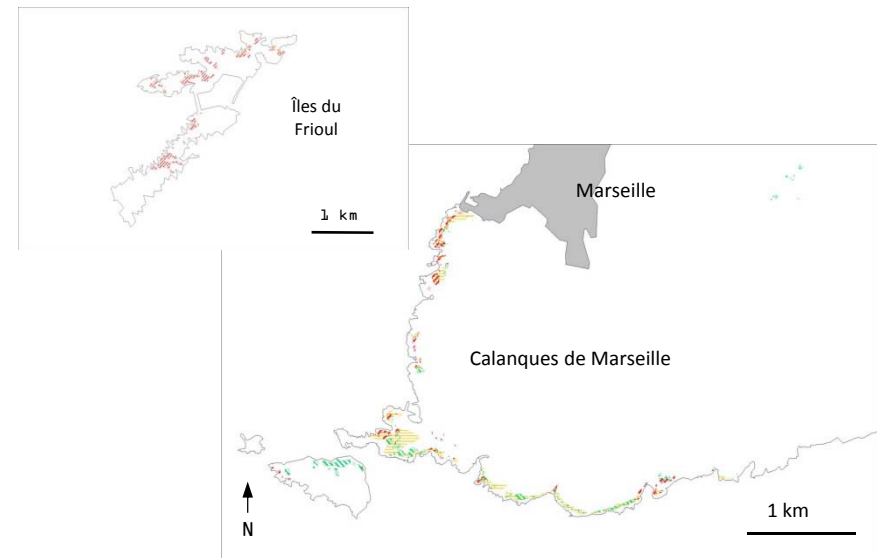 Îles du
Frioul
1 km
Marseille
Calanques de Marseille
N
1 km